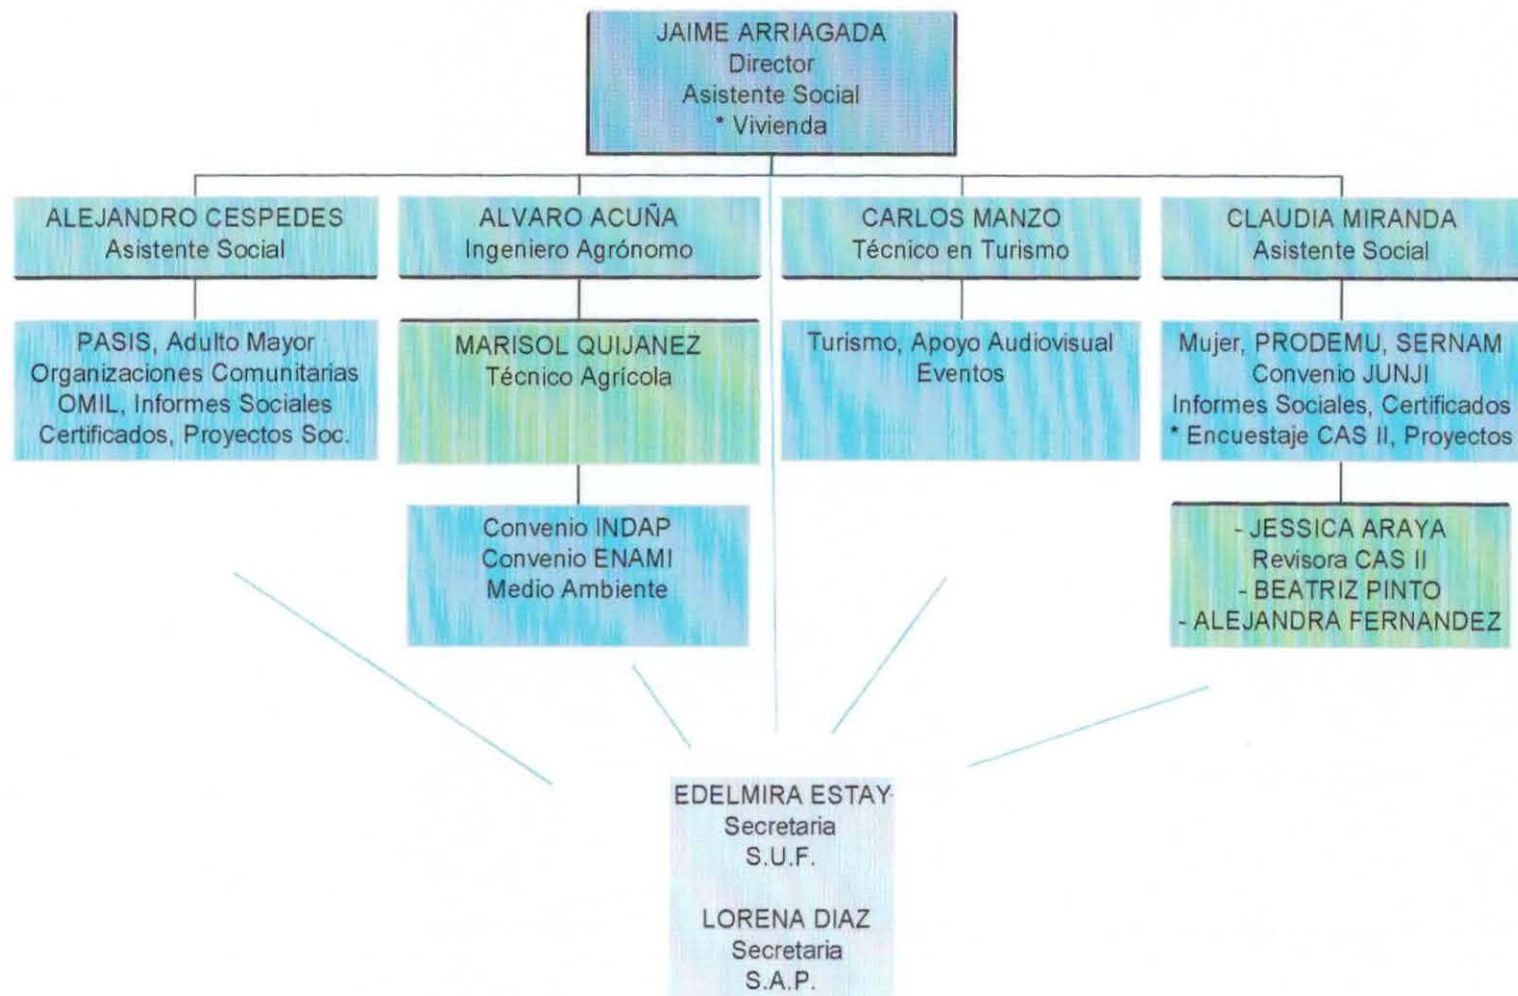 JAIME ARRIAGADA
Director
Asistente Social
* Vivienda
ALEJANDRO CESPEDES
Asistente Social
ALVARO ACUÑA
Ingeniero Agrónomo
CARLOS MANZO
Técnico en Turismo
CLAUDIA MIRANDA
Asistente Social
PASIS, Adulto Mayor
Organizaciones Comunitarias
OMIL, Informes Sociales
Certificados, Proyectos Soc.
MARISOL QUIJANEZ
Técnico Agrícola
Turismo, Apoyo Audiovisual
Eventos
Mujer, PRODEMU, SERNAM
Convenio JUNJI
Informes Sociales, Certificados
* Encuestaje CAS II, Proyectos
Convenio INDAP
Convenio ENAMI
Medio Ambiente
- JESSICA ARAYA
Revisora CAS II
- BEATRIZ PINTO
- ALEJANDRA FERNANDEZ
EDELMIRA ESTAY
Secretaria
S.U.F.
LORENA DIAZ
Secretaria
S.A.P.